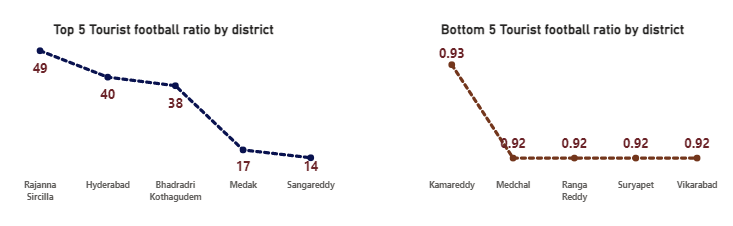 Top 5 Tourist football ratio by district
49
40
38
17
14
Rajanna
Sircilla
Hyderabad
Bhadradri
Kothagudem
Medak
Sangareddy
Bottom 5 Tourist football ratio by district
0.93
0.92
0.92
0.92
0.92
Kamareddy
Medchal
Ranga
Reddy
Suryapet
Vikarabad